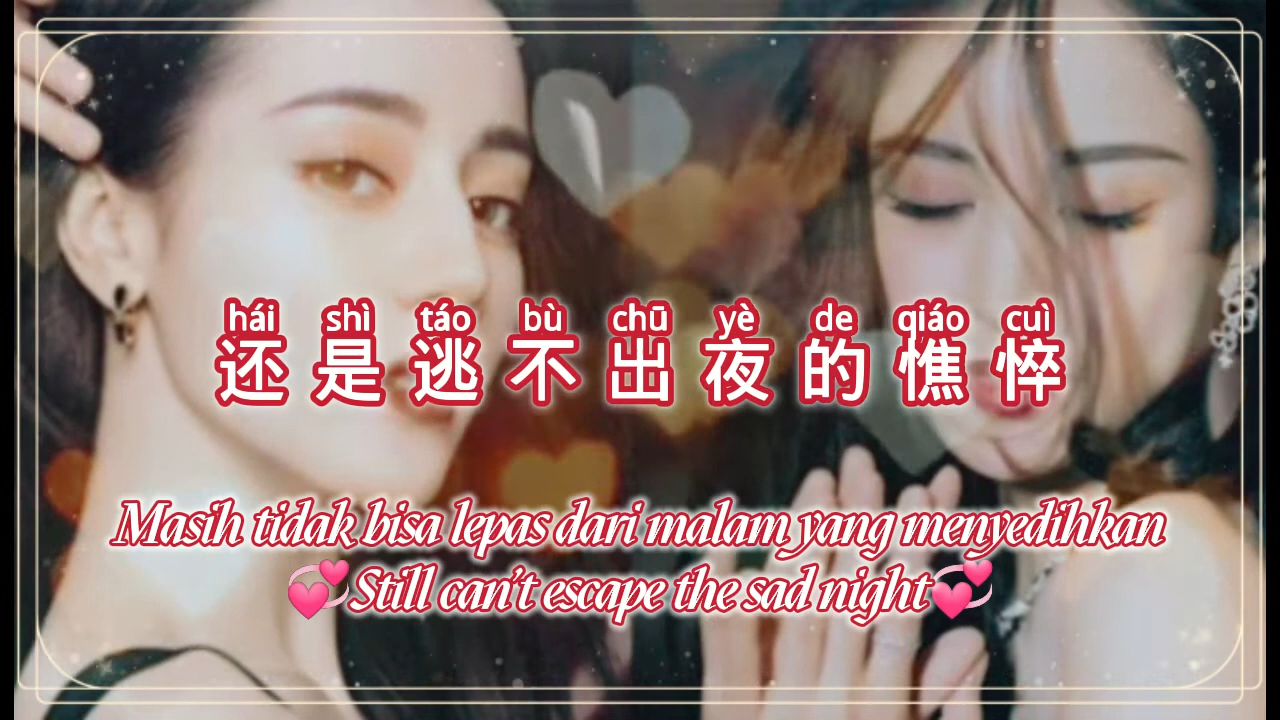 hái shì táo bù chū yè de qiáo cuì
还是逃不出夜的憔悴
Masih tidak bisa lepas dari malam yang menyedihkan
💞Still can't escape the sad night💞